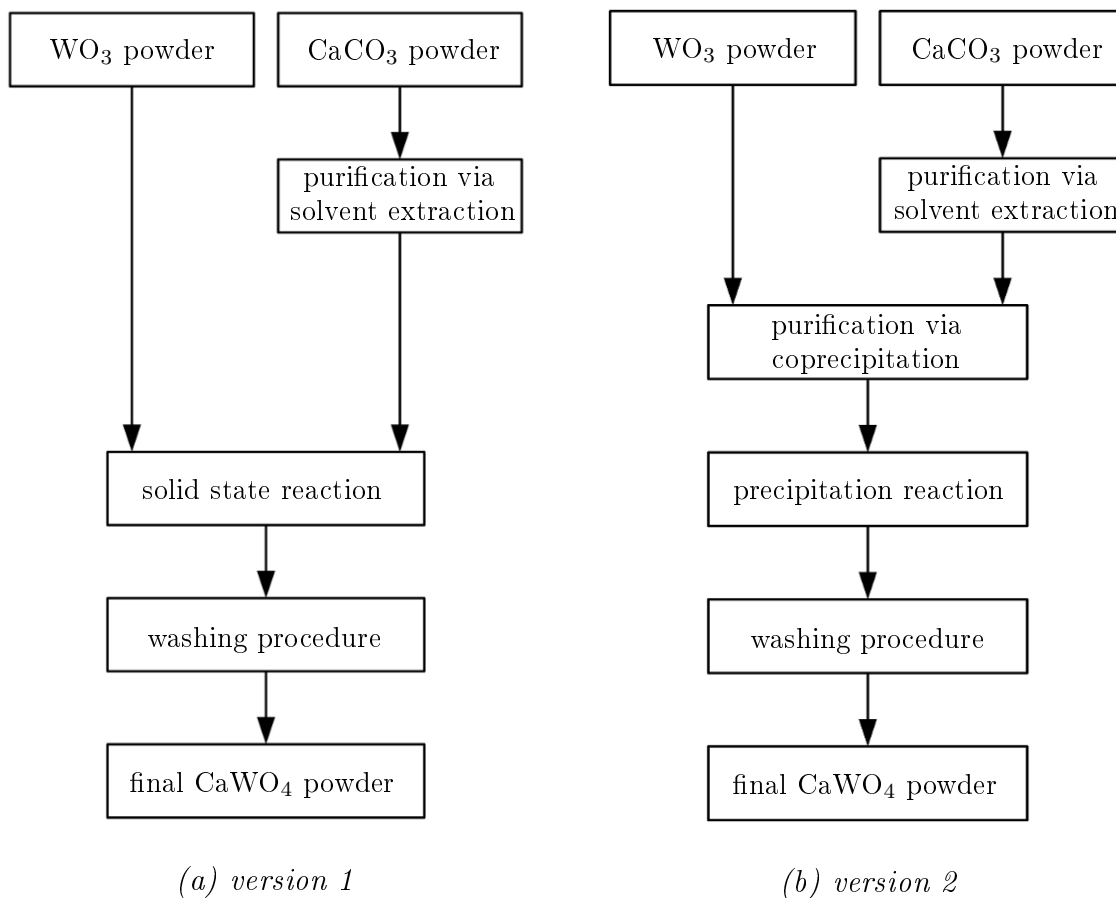 WO₃ powder
CaCO₃ powder
purification via
solvent extraction
solid state reaction
washing procedure
final CaWO₄ powder
(a) version 1
WO₃ powder
CaCO₃ powder
purification via
solvent extraction
purification via
coprecipitation
precipitation reaction
washing procedure
final CaWO₄ powder
(b) version 2